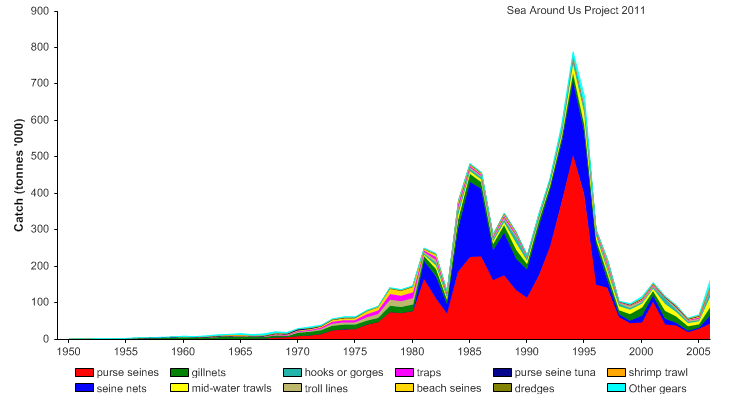 Sea Around Us Project 2011
Catch (tonnes '000)
900
800
700
600
500
400
300
200
100
0
1950 1955 1960 1965 1970 1975 1980 1985 1990 1995 2000 2005
purse seines gillnets hooks or gorges traps purse seine tuna shrimp trawl
seine nets mid-water trawls troll lines beach seines dredges Other gears